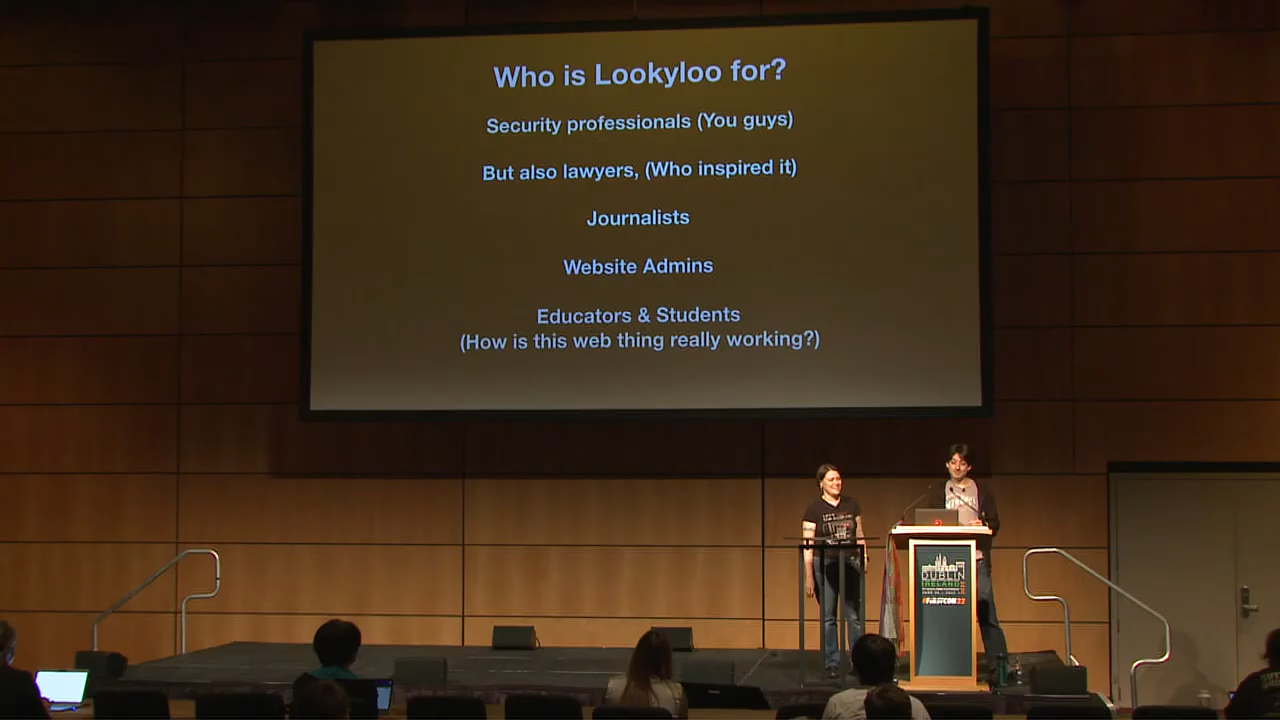 Who is Lookyloo for?
Security professionals (You guys)
But also lawyers, (Who inspired it)
Journalists
Website Admins
Educators & Students
(How is this web thing really working?)
DUBLIN
IRELAND
#FIRSTCON22